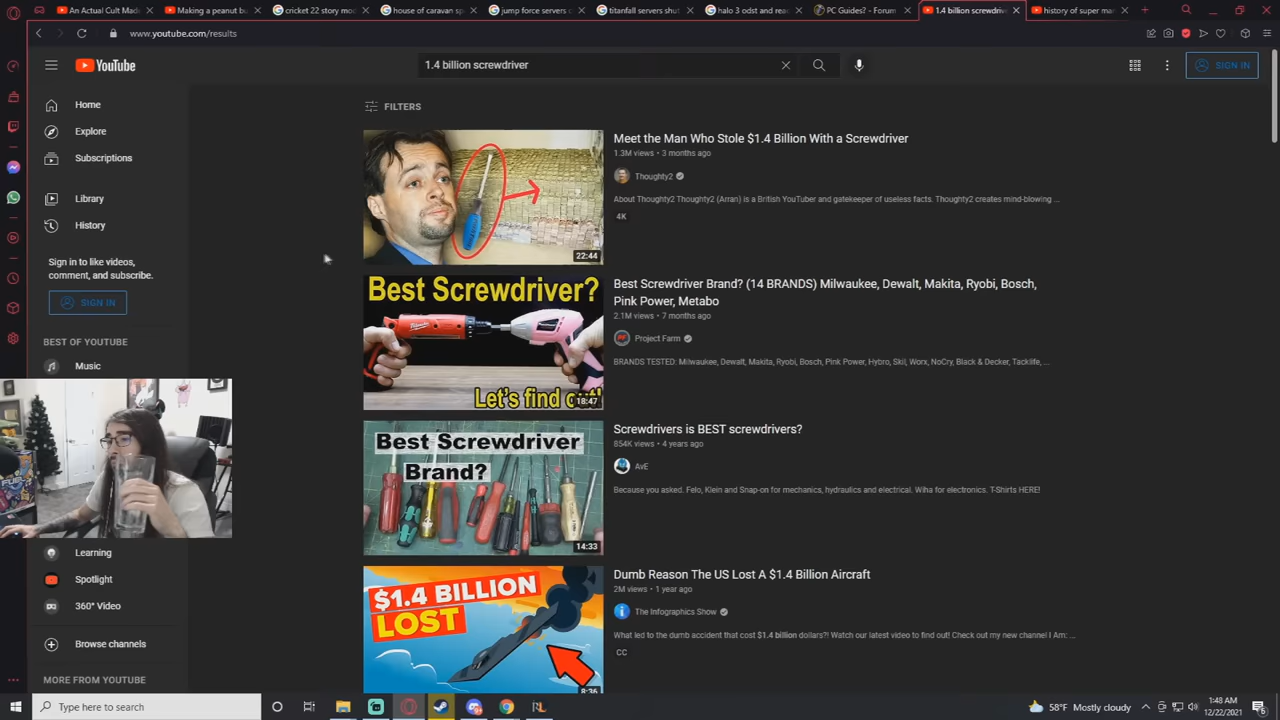 An Actual Cult Mad
Making a peanut bu
cricket 22 story moc
house of caravan sp
jump force servers c
titanfall servers shut
halo 3 odst and reac
PC Guides? - Forum
1.4 billion screwdriv
history of super mar
www.youtube.com/results
YouTube
1.4 billion screwdriver
SIGN IN
Home
Explore
Subscriptions
Library
History
Sign in to like videos,
comment, and subscribe.
SIGN IN
BEST OF YOUTUBE
Music
Learning
Spotlight
360° Video
Browse channels
MORE FROM YOUTUBE
FILTERS
22:44
Meet the Man Who Stole $1.4 Billion With a Screwdriver
1.3M views • 3 months ago
Thoughty2
About Thoughty2 Thoughty2 (Arran) is a British YouTuber and gatekeeper of useless facts. Thoughty2 creates mind-blowing ...
4K
Best Screwdriver?
Let's find out!
18:47
Best Screwdriver Brand? (14 BRANDS) Milwaukee, Dewalt, Makita, Ryobi, Bosch,
Pink Power, Metabo
2.1M views • 7 months ago
Project Farm
BRANDS TESTED: Milwaukee, Dewalt, Makita, Ryobi, Bosch, Pink Power, Hybro, Skil, Worx, NoCry, Black & Decker, Tacklife, ...
Best Screwdriver
Brand?
14:33
Screwdrivers is BEST screwdrivers?
854K views • 4 years ago
AvE
Because you asked. Felo, Klein and Snap-on for mechanics, hydraulics and electrical. Wiha for electronics. T-Shirts HERE!
$1.4 BILLION
LOST
8:36
Dumb Reason The US Lost A $1.4 Billion Aircraft
2M views • 1 year ago
The Infographics Show
What led to the dumb accident that cost $1.4 billion dollars?! Watch our latest video to find out! Check out my new channel I Am: ...
CC
Type here to search
58°F Mostly cloudy
1:48 AM
12/22/2021